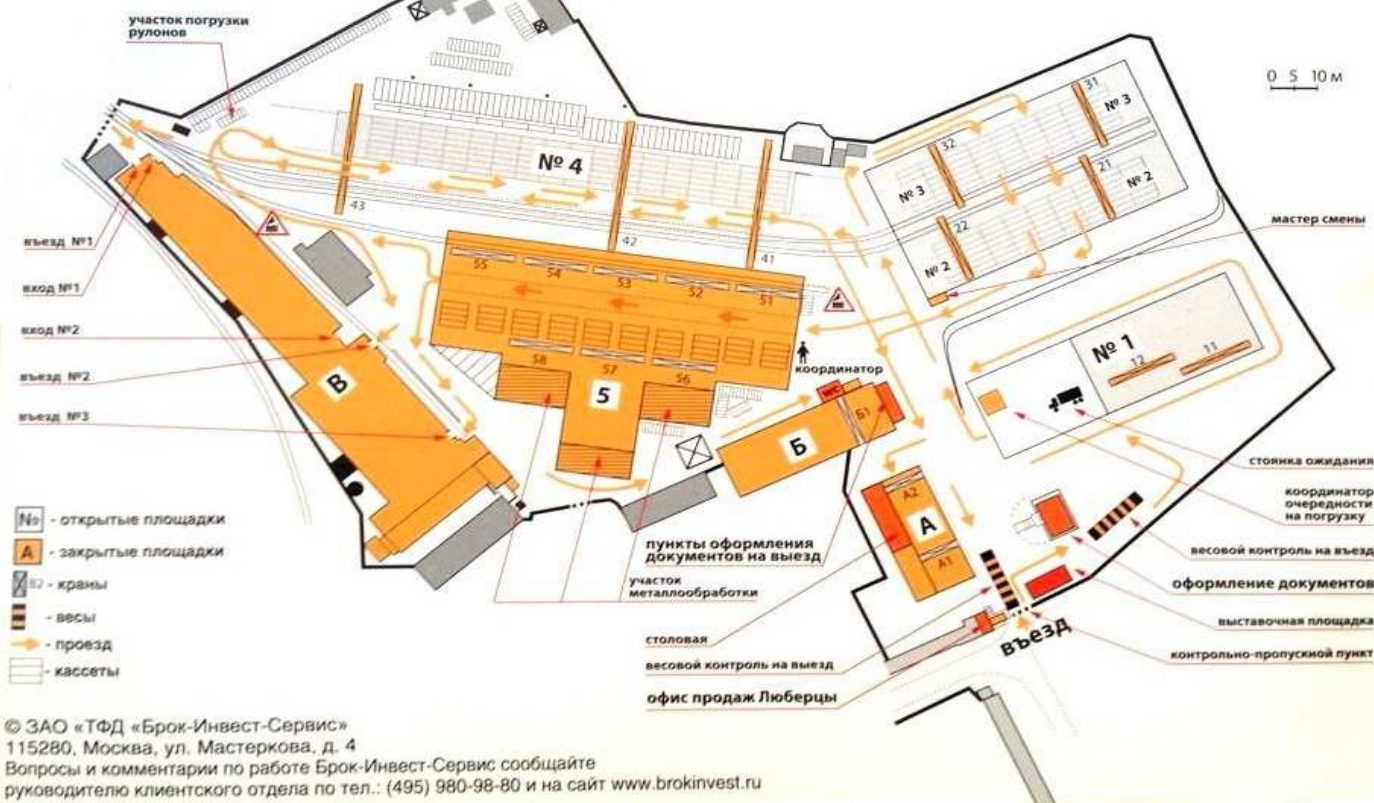 участок погрузки
рулонов
0 5 10 м
31
№ 3
32
№ 3
21
№ 2
22
№ 2
№ 4
43
42
41
мастер смены
въезд №1
вход №1
вход №2
въезд №2
въезд №3
В
55
54
53
52
51
58
57
56
5
координатор
WC
Б1
Б
№ 1
12
11
А2
А
А1
стоянка ожидания
координатор
очередности
на погрузку
весовой контроль на въезд
оформление документов
выставочная площадка
контрольно-пропускной пункт
въезд
пункты оформления
документов на выезд
участок
металлообработки
столовая
весовой контроль на выезд
офис продаж Люберцы
№ - открытые площадки
А - закрытые площадки
82 - краны
- весы
- проезд
- кассеты
© ЗАО «ТФД «Брок-Инвест-Сервис»
115280, Москва, ул. Мастеркова, д. 4
Вопросы и комментарии по работе Брок-Инвест-Сервис сообщайте
руководителю клиентского отдела по тел.: (495) 980-98-80 и на сайт www.brokinvest.ru